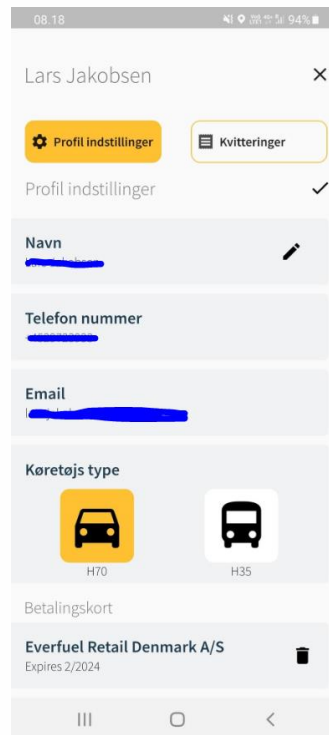 08.18
94%
Lars Jakobsen
Profil indstillinger
Kvitteringer
Profil indstillinger
Navn
Telefon nummer
Email
Køretøjs type
H70
H35
Betalingskort
Everfuel Retail Denmark A/S
Expires 2/2024